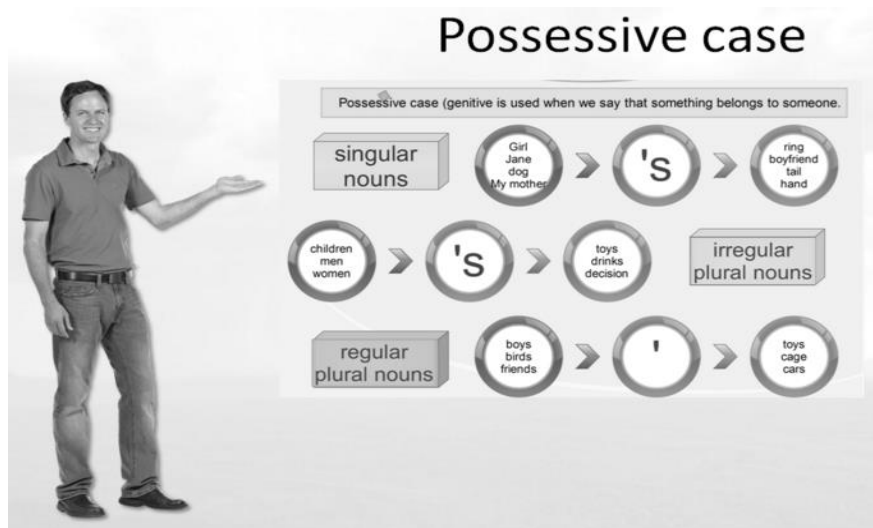 Possessive case
Possessive case (genitive is used when we say that something belongs to someone.
singular
nouns
Girl
Jane
dog
My mother
's
ring
boyfriend
tail
hand
children
men
women
's
toys
drinks
decision
irregular
plural nouns
regular
plural nouns
boys
birds
friends
'
toys
cage
cars